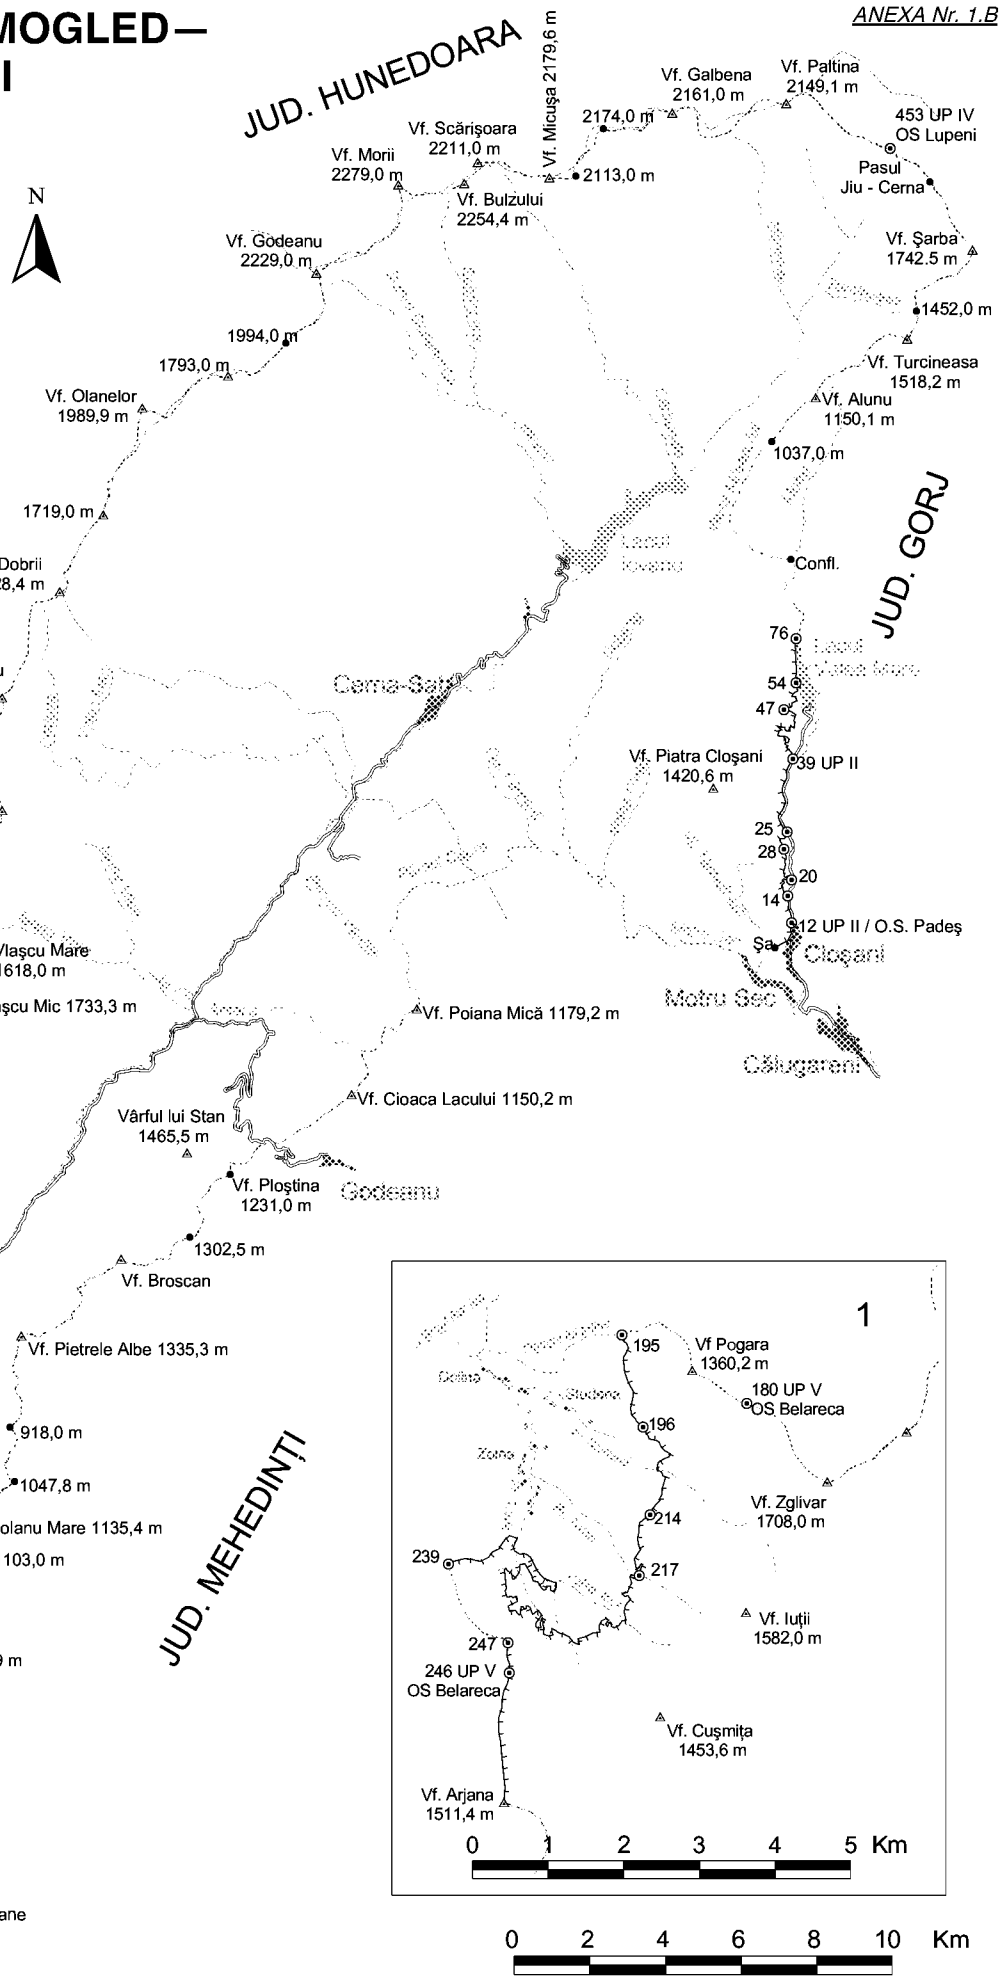 MOGLED—
I
ANEXA Nr. 1.B
JUD. HUNEDOARA
Vf. Micuşa 2179,6 m
Vf. Paltina
2149,1 m
Vf. Galbena
2161,0 m
2174,0 m
453 UP IV
OS Lupeni
Vf. Scărişoara
2211,0 m
Vf. Morii
2279,0 m
2113,0 m
Pasul
Jiu - Cerna
Vf. Bulzului
2254,4 m
N
Vf. Godeanu
2229,0 m
Vf. Şarba
1742.5 m
1452,0 m
1994,0 m
1793,0 m
Vf. Turcineasa
1518,2 m
Vf. Olanelor
1989,9 m
Vf. Alunu
1150,1 m
1037,0 m
1719,0 m
JUD. GORJ
Lacul
Iovanu
Dobrii
28,4 m
Confl.
76
Lacul
54
47
Cerna-Sat
Vf. Piatra Cloşani
1420,6 m
39 UP II
25
28
20
14
12 UP II / O.S. Padeş
Şa
Cloşani
Vlaşcu Mare
1618,0 m
Motru Sec
aşcu Mic 1733,3 m
Vf. Poiana Mică 1179,2 m
Călugareni
Vf. Cioaca Lacului 1150,2 m
Vârful lui Stan
1465,5 m
Vf. Ploştina
1231,0 m
Godeanu
1302,5 m
Vf. Broscan
Vf. Pietrele Albe 1335,3 m
918,0 m
1047,8 m
olanu Mare 1135,4 m
103,0 m
JUD. MEHEDINŢI
9 m
ane
1
195
Vf Pogara
1360,2 m
180 UP V
OS Belareca
196
214
Vf. Zglivar
1708,0 m
239
217
Vf. Iuţii
1582,0 m
247
246 UP V
OS Belareca
Vf. Cuşmiţa
1453,6 m
Vf. Arjana
1511,4 m
0 1 2 3 4 5 Km
0 2 4 6 8 10 Km